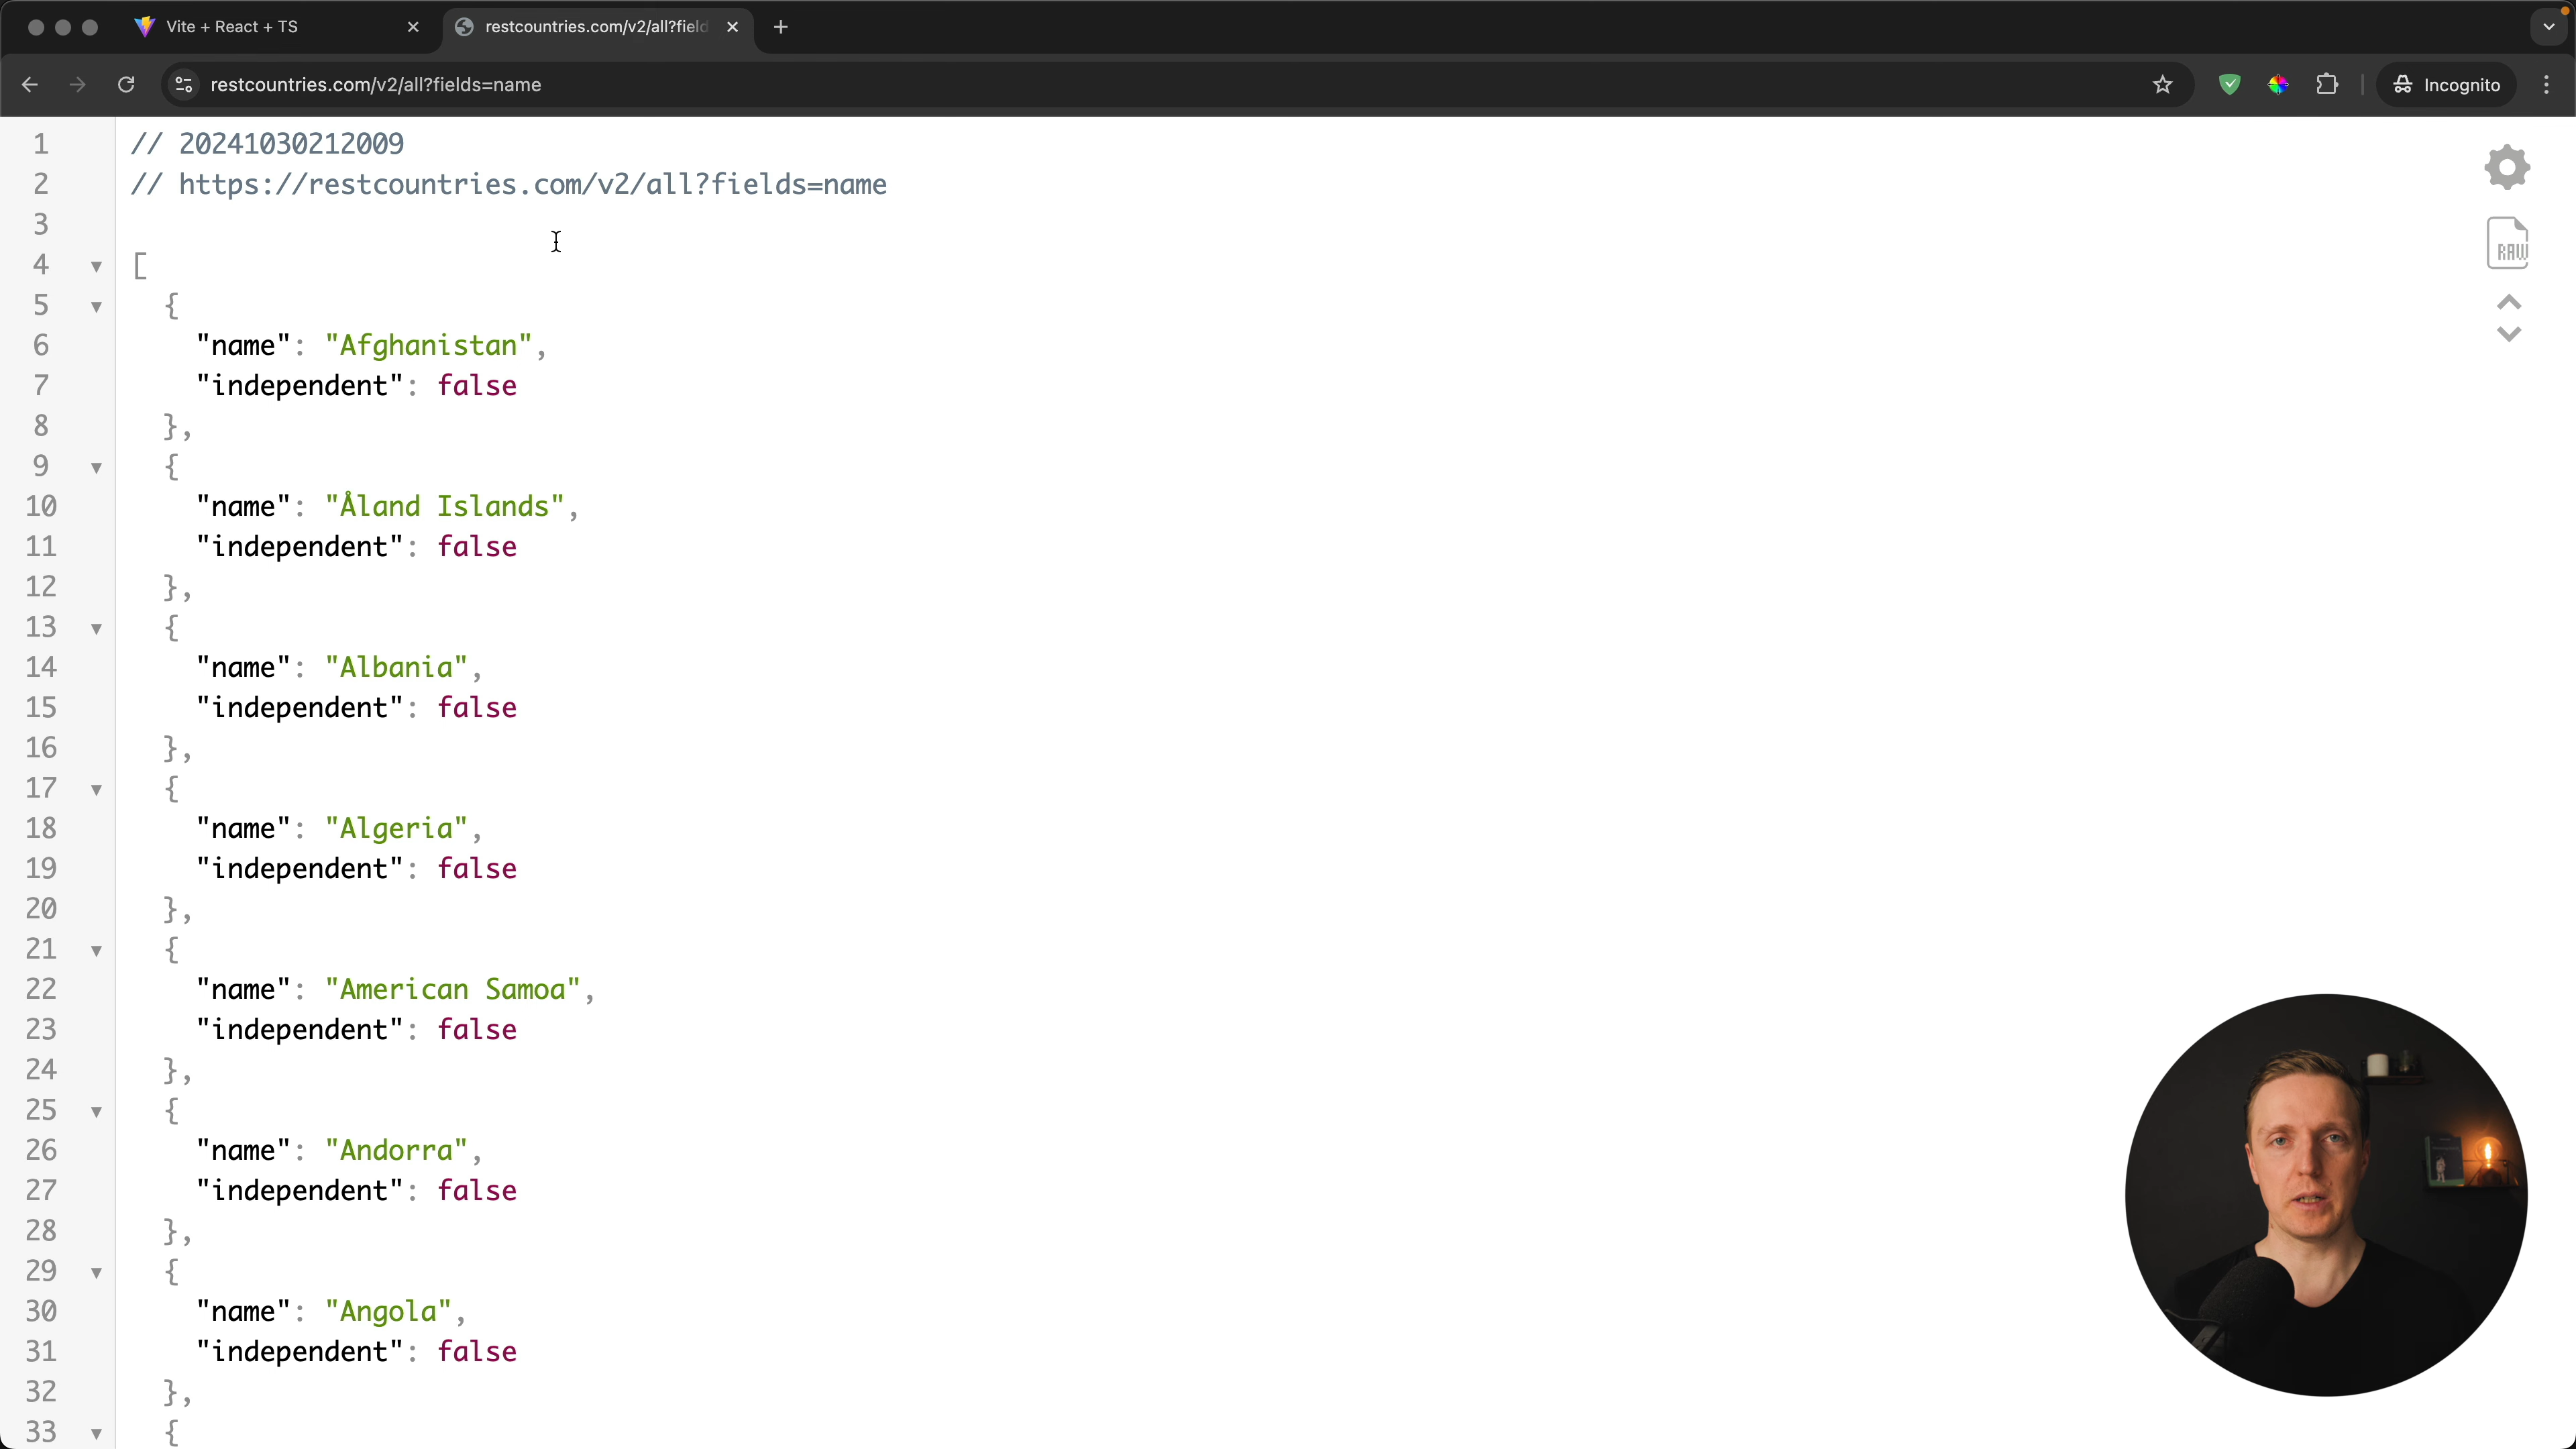 Vite + React + TS
restcountries.com/v2/all?field
restcountries.com/v2/all?fields=name
Incognito
1 // 20241030212009
2 // https://restcountries.com/v2/all?fields=name
3
4 [
5 {
6 "name": "Afghanistan",
7 "independent": false
8 },
9 {
10 "name": "Åland Islands",
11 "independent": false
12 },
13 {
14 "name": "Albania",
15 "independent": false
16 },
17 {
18 "name": "Algeria",
19 "independent": false
20 },
21 {
22 "name": "American Samoa",
23 "independent": false
24 },
25 {
26 "name": "Andorra",
27 "independent": false
28 },
29 {
30 "name": "Angola",
31 "independent": false
32 },
33 {
RAW